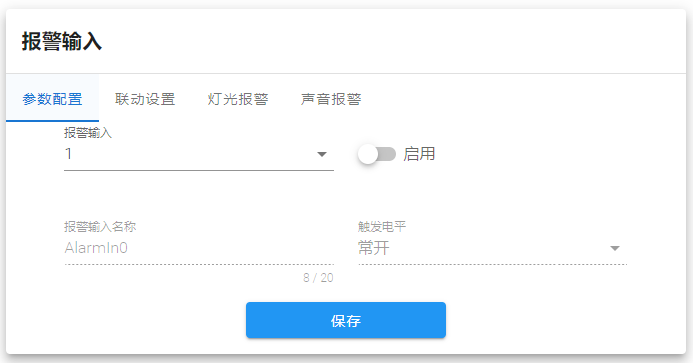 报警输入
参数配置 联动设置 灯光报警 声音报警
报警输入
1 启用
报警输入名称 触发电平
AlarmIn0 常开
8 / 20
保存